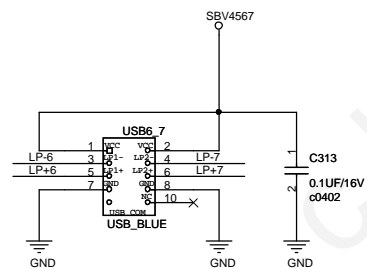 SBV4567
USB6_7
1 VCC VCC 2
LP-6 3 LP1- LP2- 4 LP-7
LP+6 5 LP1+ LP2+ 6 LP+7
7 GND GND 8
NC 10
USB_COM
USB_BLUE
1
C313
0.1UF/16V
2
c0402
GND GND GND